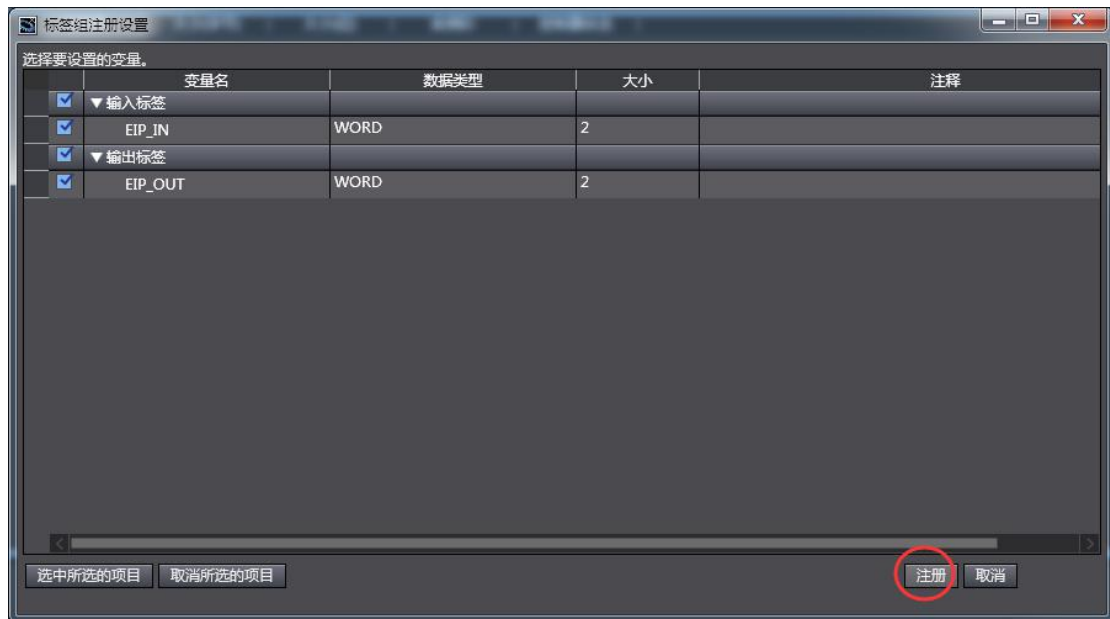 标签组注册设置
选择要设置的变量。
变量名 数据类型 大小 注释
▼输入标签
EIP_IN WORD 2
▼输出标签
EIP_OUT WORD 2
选中所选的项目 取消所选的项目 注册 取消